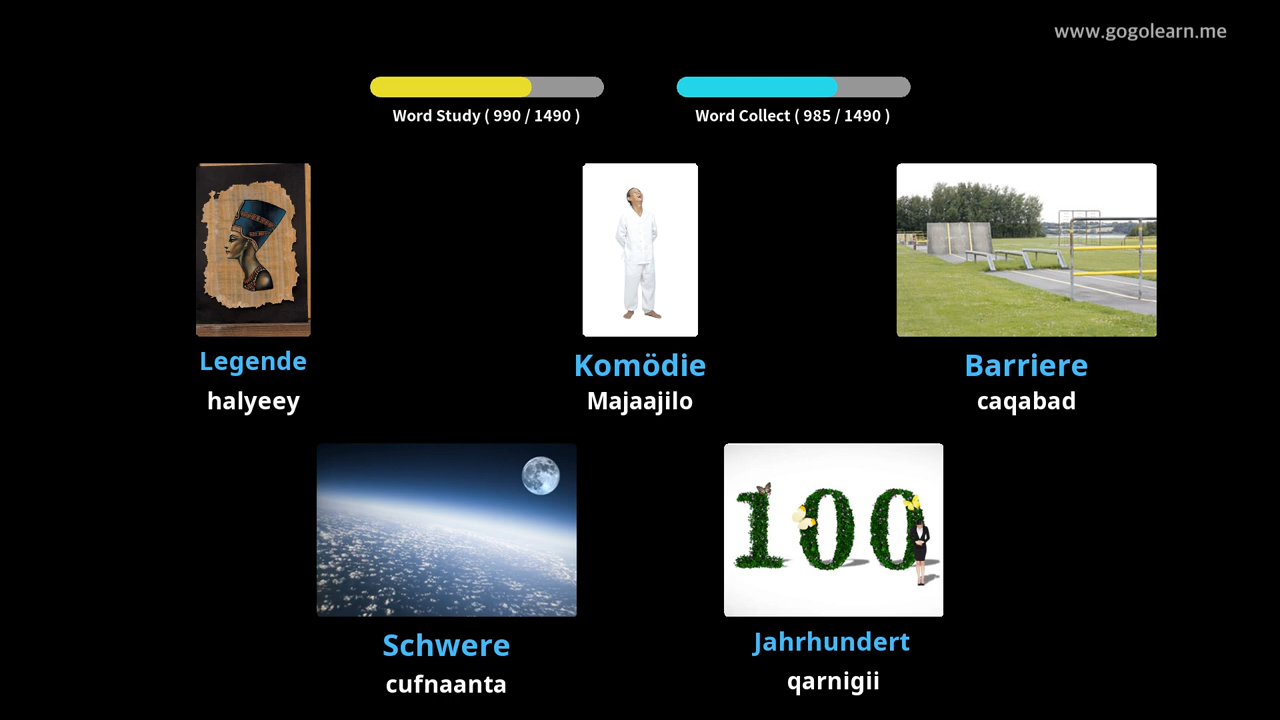 www.gogolearn.me
Word Study ( 990 / 1490 )
Word Collect ( 985 / 1490 )
Legende
halyeey
Komödie
Majaajilo
Barriere
caqabad
Schwere
cufnaanta
100
Jahrhundert
qarnigii